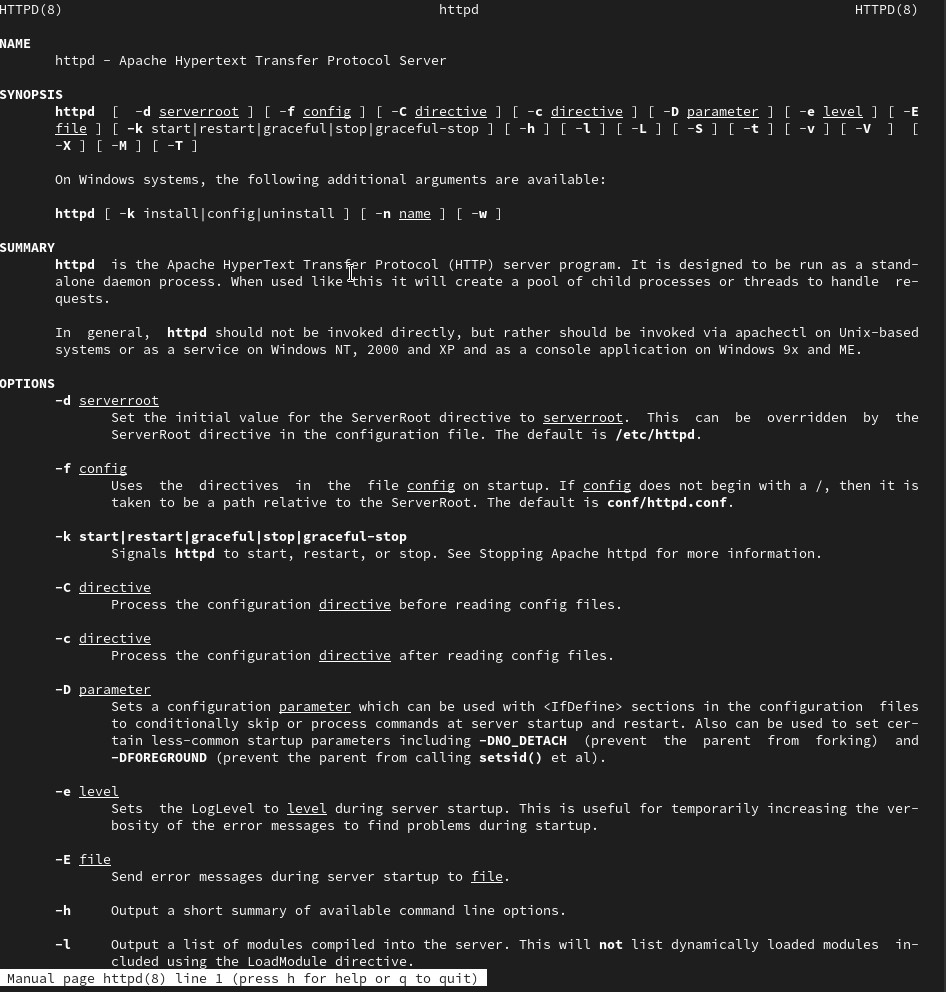 HTTPD(8) httpd HTTPD(8)
NAME
httpd - Apache Hypertext Transfer Protocol Server
SYNOPSIS
httpd [ -d serverroot ] [ -f config ] [ -C directive ] [ -c directive ] [ -D parameter ] [ -e level ] [ -E
file ] [ -k start|restart|graceful|stop|graceful-stop ] [ -h ] [ -l ] [ -L ] [ -S ] [ -t ] [ -v ] [ -V ] [
-X ] [ -M ] [ -T ]
On Windows systems, the following additional arguments are available:
httpd [ -k install|config|uninstall ] [ -n name ] [ -w ]
SUMMARY
httpd is the Apache HyperText Transfer Protocol (HTTP) server program. It is designed to be run as a stand-
alone daemon process. When used like this it will create a pool of child processes or threads to handle re-
quests.
In general, httpd should not be invoked directly, but rather should be invoked via apachectl on Unix-based
systems or as a service on Windows NT, 2000 and XP and as a console application on Windows 9x and ME.
OPTIONS
-d serverroot
Set the initial value for the ServerRoot directive to serverroot. This can be overridden by the
ServerRoot directive in the configuration file. The default is /etc/httpd.
-f config
Uses the directives in the file config on startup. If config does not begin with a /, then it is
taken to be a path relative to the ServerRoot. The default is conf/httpd.conf.
-k start|restart|graceful|stop|graceful-stop
Signals httpd to start, restart, or stop. See Stopping Apache httpd for more information.
-C directive
Process the configuration directive before reading config files.
-c directive
Process the configuration directive after reading config files.
-D parameter
Sets a configuration parameter which can be used with <IfDefine> sections in the configuration files
to conditionally skip or process commands at server startup and restart. Also can be used to set cer-
tain less-common startup parameters including -DNO_DETACH (prevent the parent from forking) and
-DFOREGROUND (prevent the parent from calling setsid() et al).
-e level
Sets the LogLevel to level during server startup. This is useful for temporarily increasing the ver-
bosity of the error messages to find problems during startup.
-E file
Send error messages during server startup to file.
-h Output a short summary of available command line options.
-l Output a list of modules compiled into the server. This will not list dynamically loaded modules in-
cluded using the LoadModule directive.
Manual page httpd(8) line 1 (press h for help or q to quit)